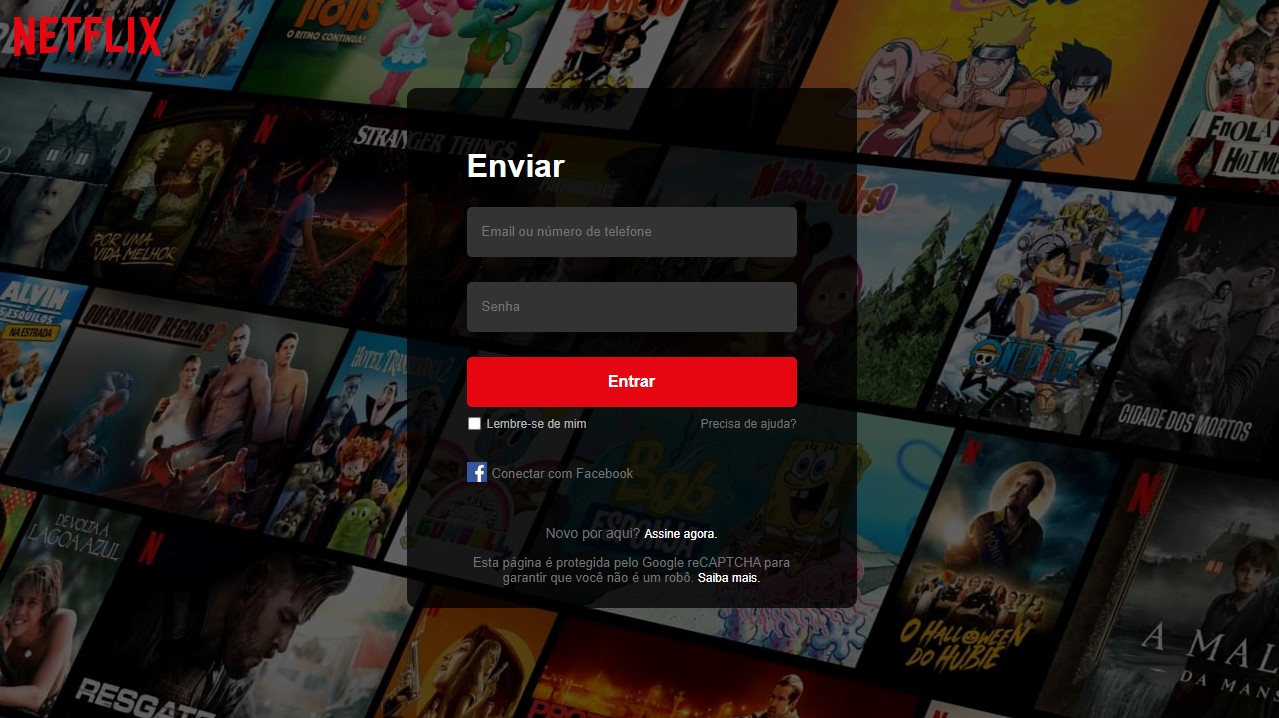 NETFLIX
TROLLS
O RITMO CONTINUA!
STRANGER THINGS
ENOLA
HOLM
POR UMA
VIDA MELHOR
Masha e o Urso
ALVIN
E OS
ESQUILOS
NA ESTRADA
QUEBRANDO REGRAS 2
HOTEL TRANSILVÂNIA 2
ONE PIECE
CIDADE DOS MORTOS
Enviar
Email ou número de telefone
Senha
Entrar
Lembre-se de mim
Precisa de ajuda?
Conectar com Facebook
Novo por aqui? Assine agora.
Esta página é protegida pelo Google reCAPTCHA para
garantir que você não é um robô. Saiba mais.
BOB
ESPONJA
GUMBALL
DE VOLTA À
LAGOA AZUL
O HALLOWEEN
DO HUBIE
A MAL
DA MANS
RESGATE